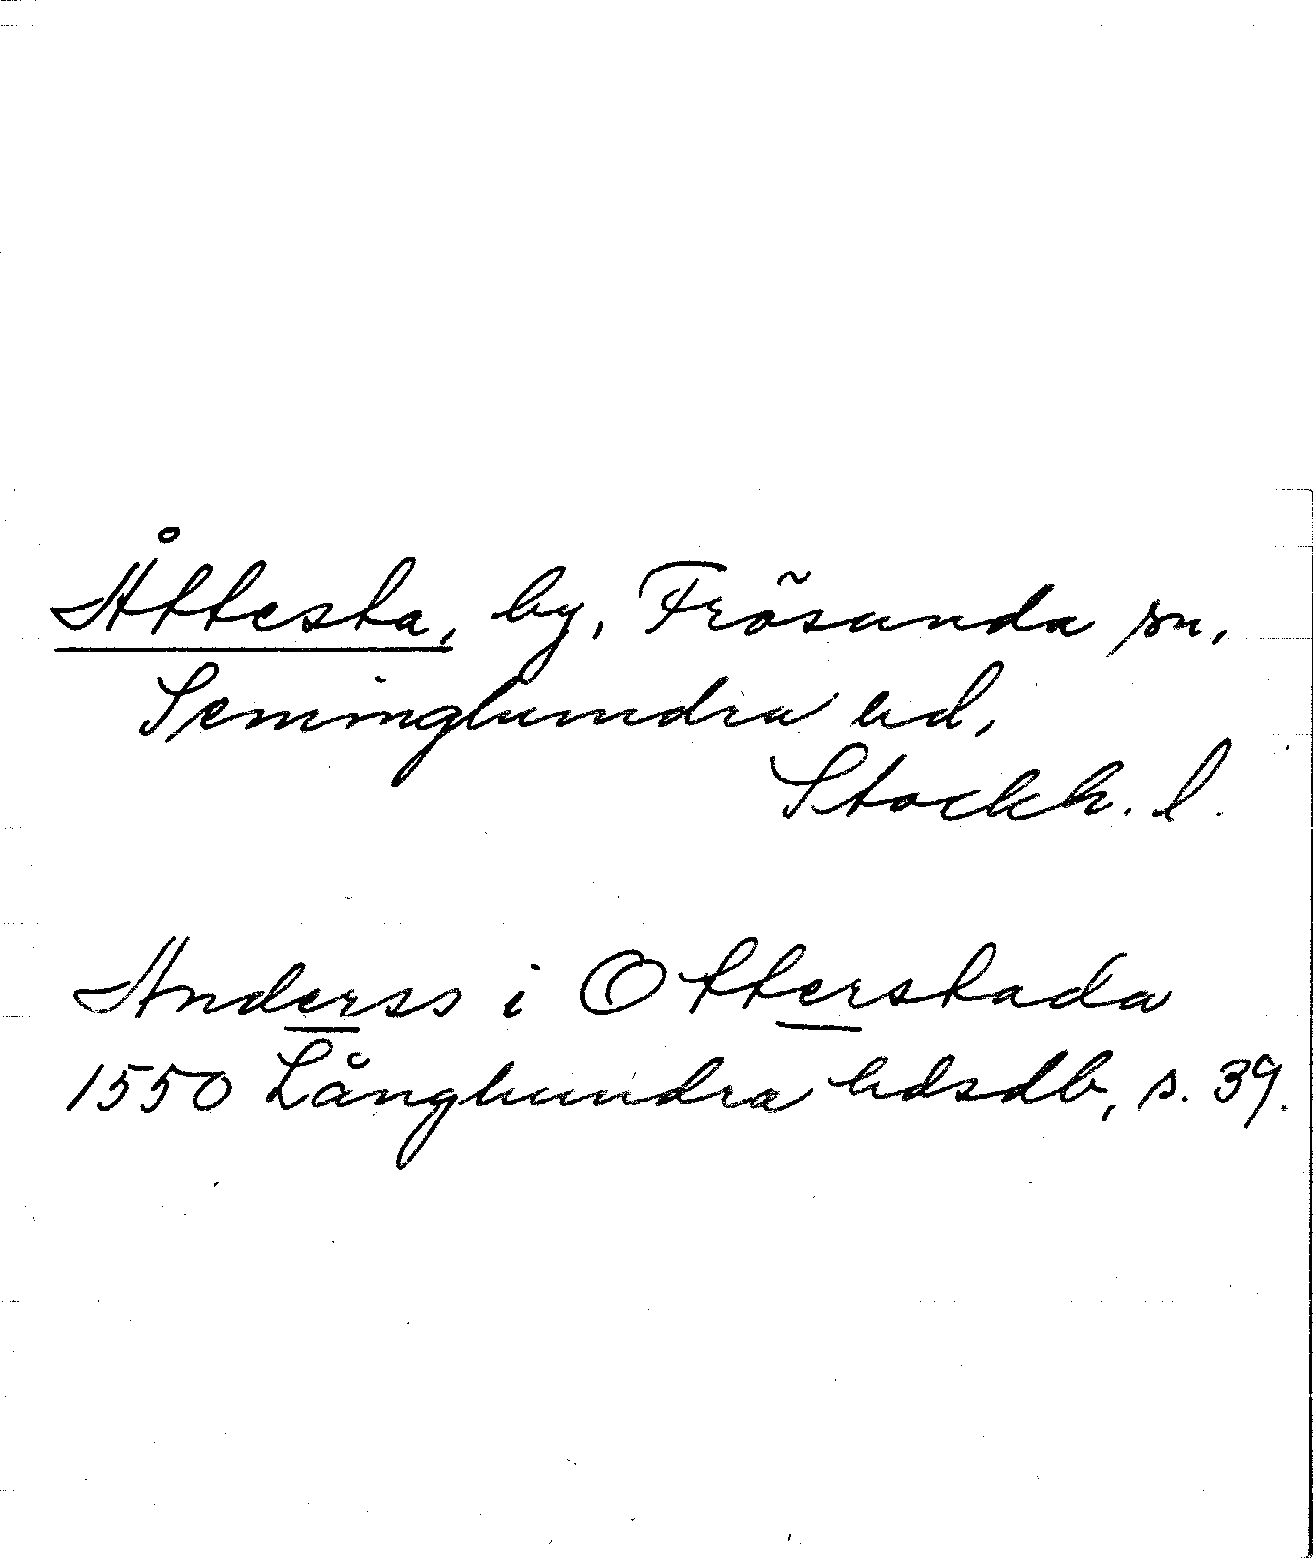 Åttesta, by, Frösunda sn,
Seminghundra hd,
Stockh. l.
Anderss i Otterstada
1550 Långhundra hdsdb, s. 39.